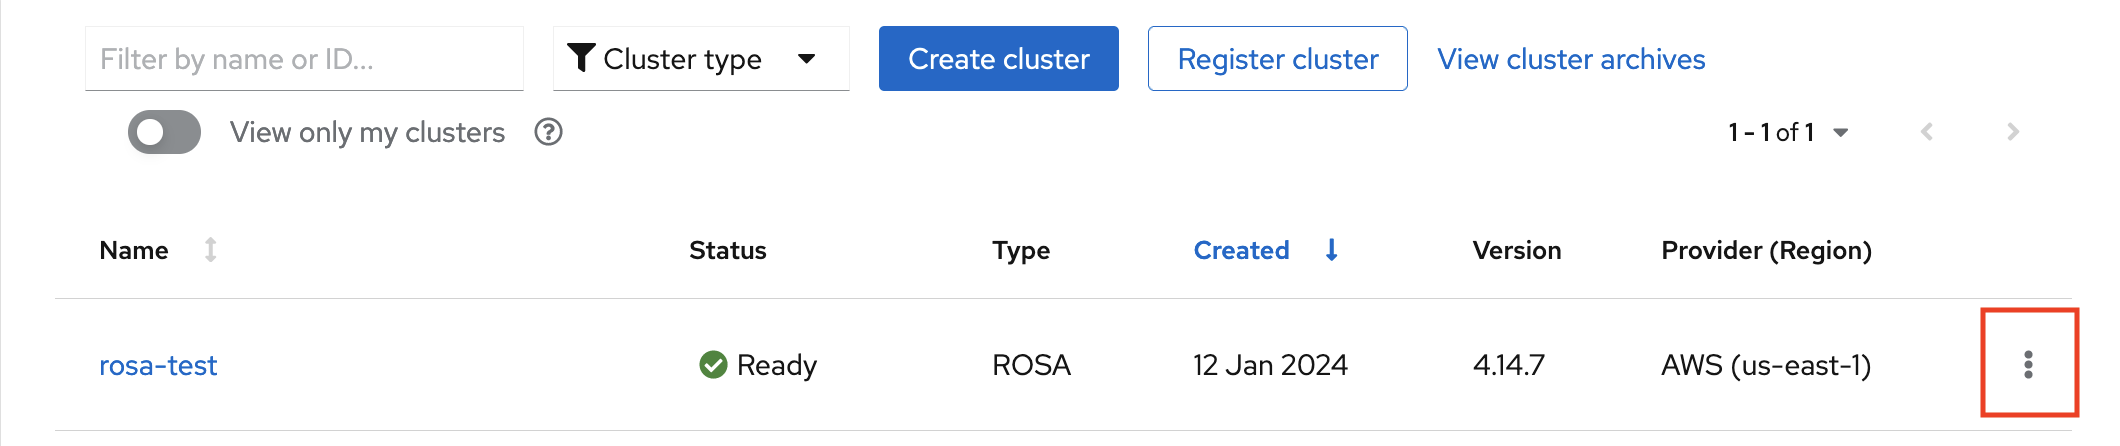 Filter by name or ID... Cluster type Create cluster Register cluster View cluster archives
View only my clusters 1 - 1 of 1
Name Status Type Created Version Provider (Region)
rosa-test Ready ROSA 12 Jan 2024 4.14.7 AWS (us-east-1)